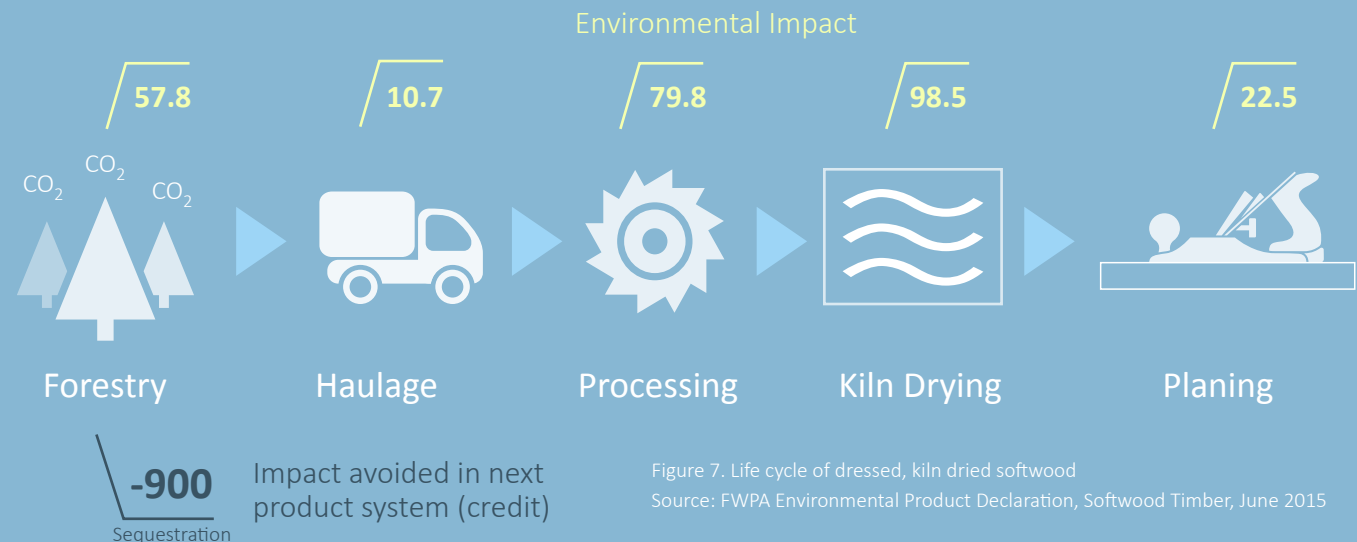 Environmental Impact
57.8
10.7
79.8
98.5
22.5
CO2
CO2
CO2
Forestry
Haulage
Processing
Kiln Drying
Planing
-900
Sequestration
Impact avoided in next
product system (credit)
Figure 7. Life cycle of dressed, kiln dried softwood
Source: FWPA Environmental Product Declaration, Softwood Timber, June 2015